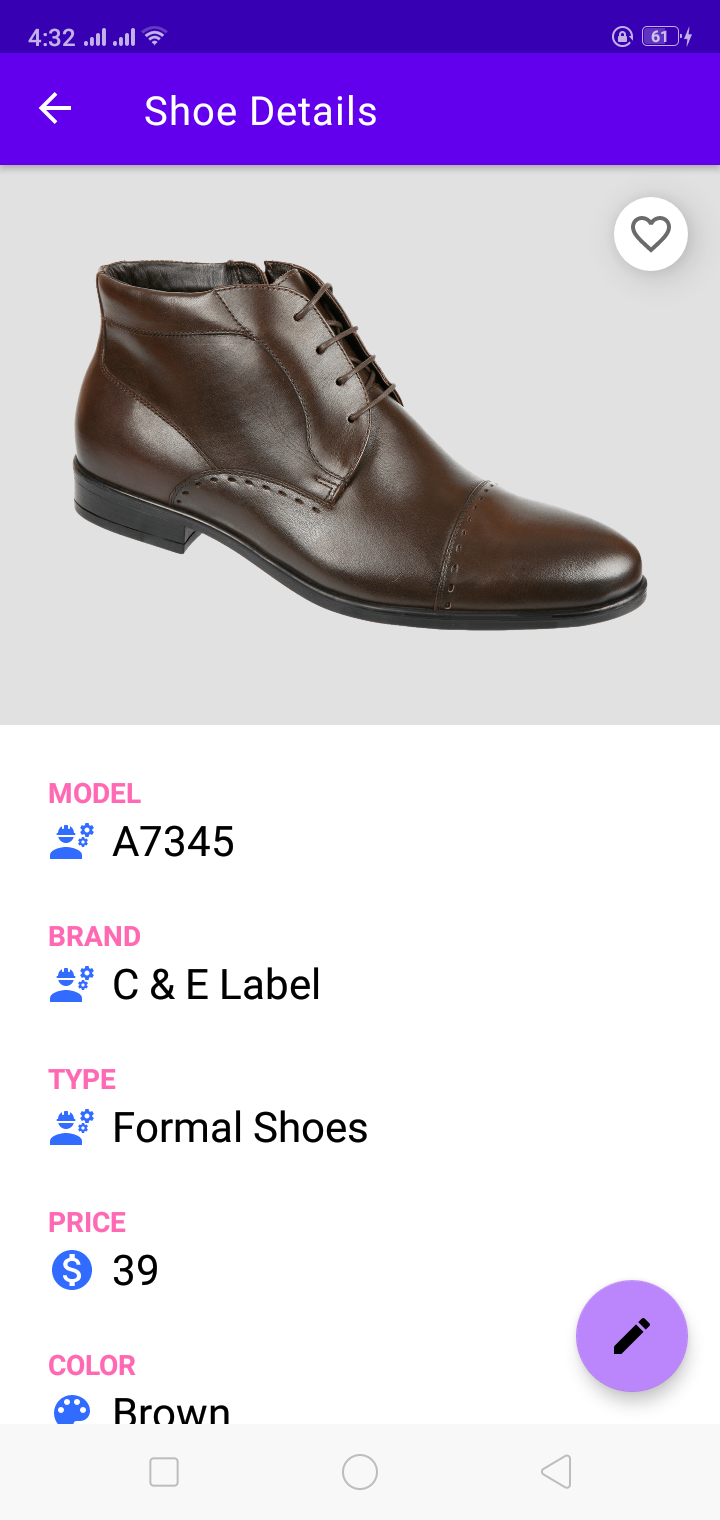 4:32
61
Shoe Details
MODEL
A7345
BRAND
C & E Label
TYPE
Formal Shoes
PRICE
39
COLOR
Brown